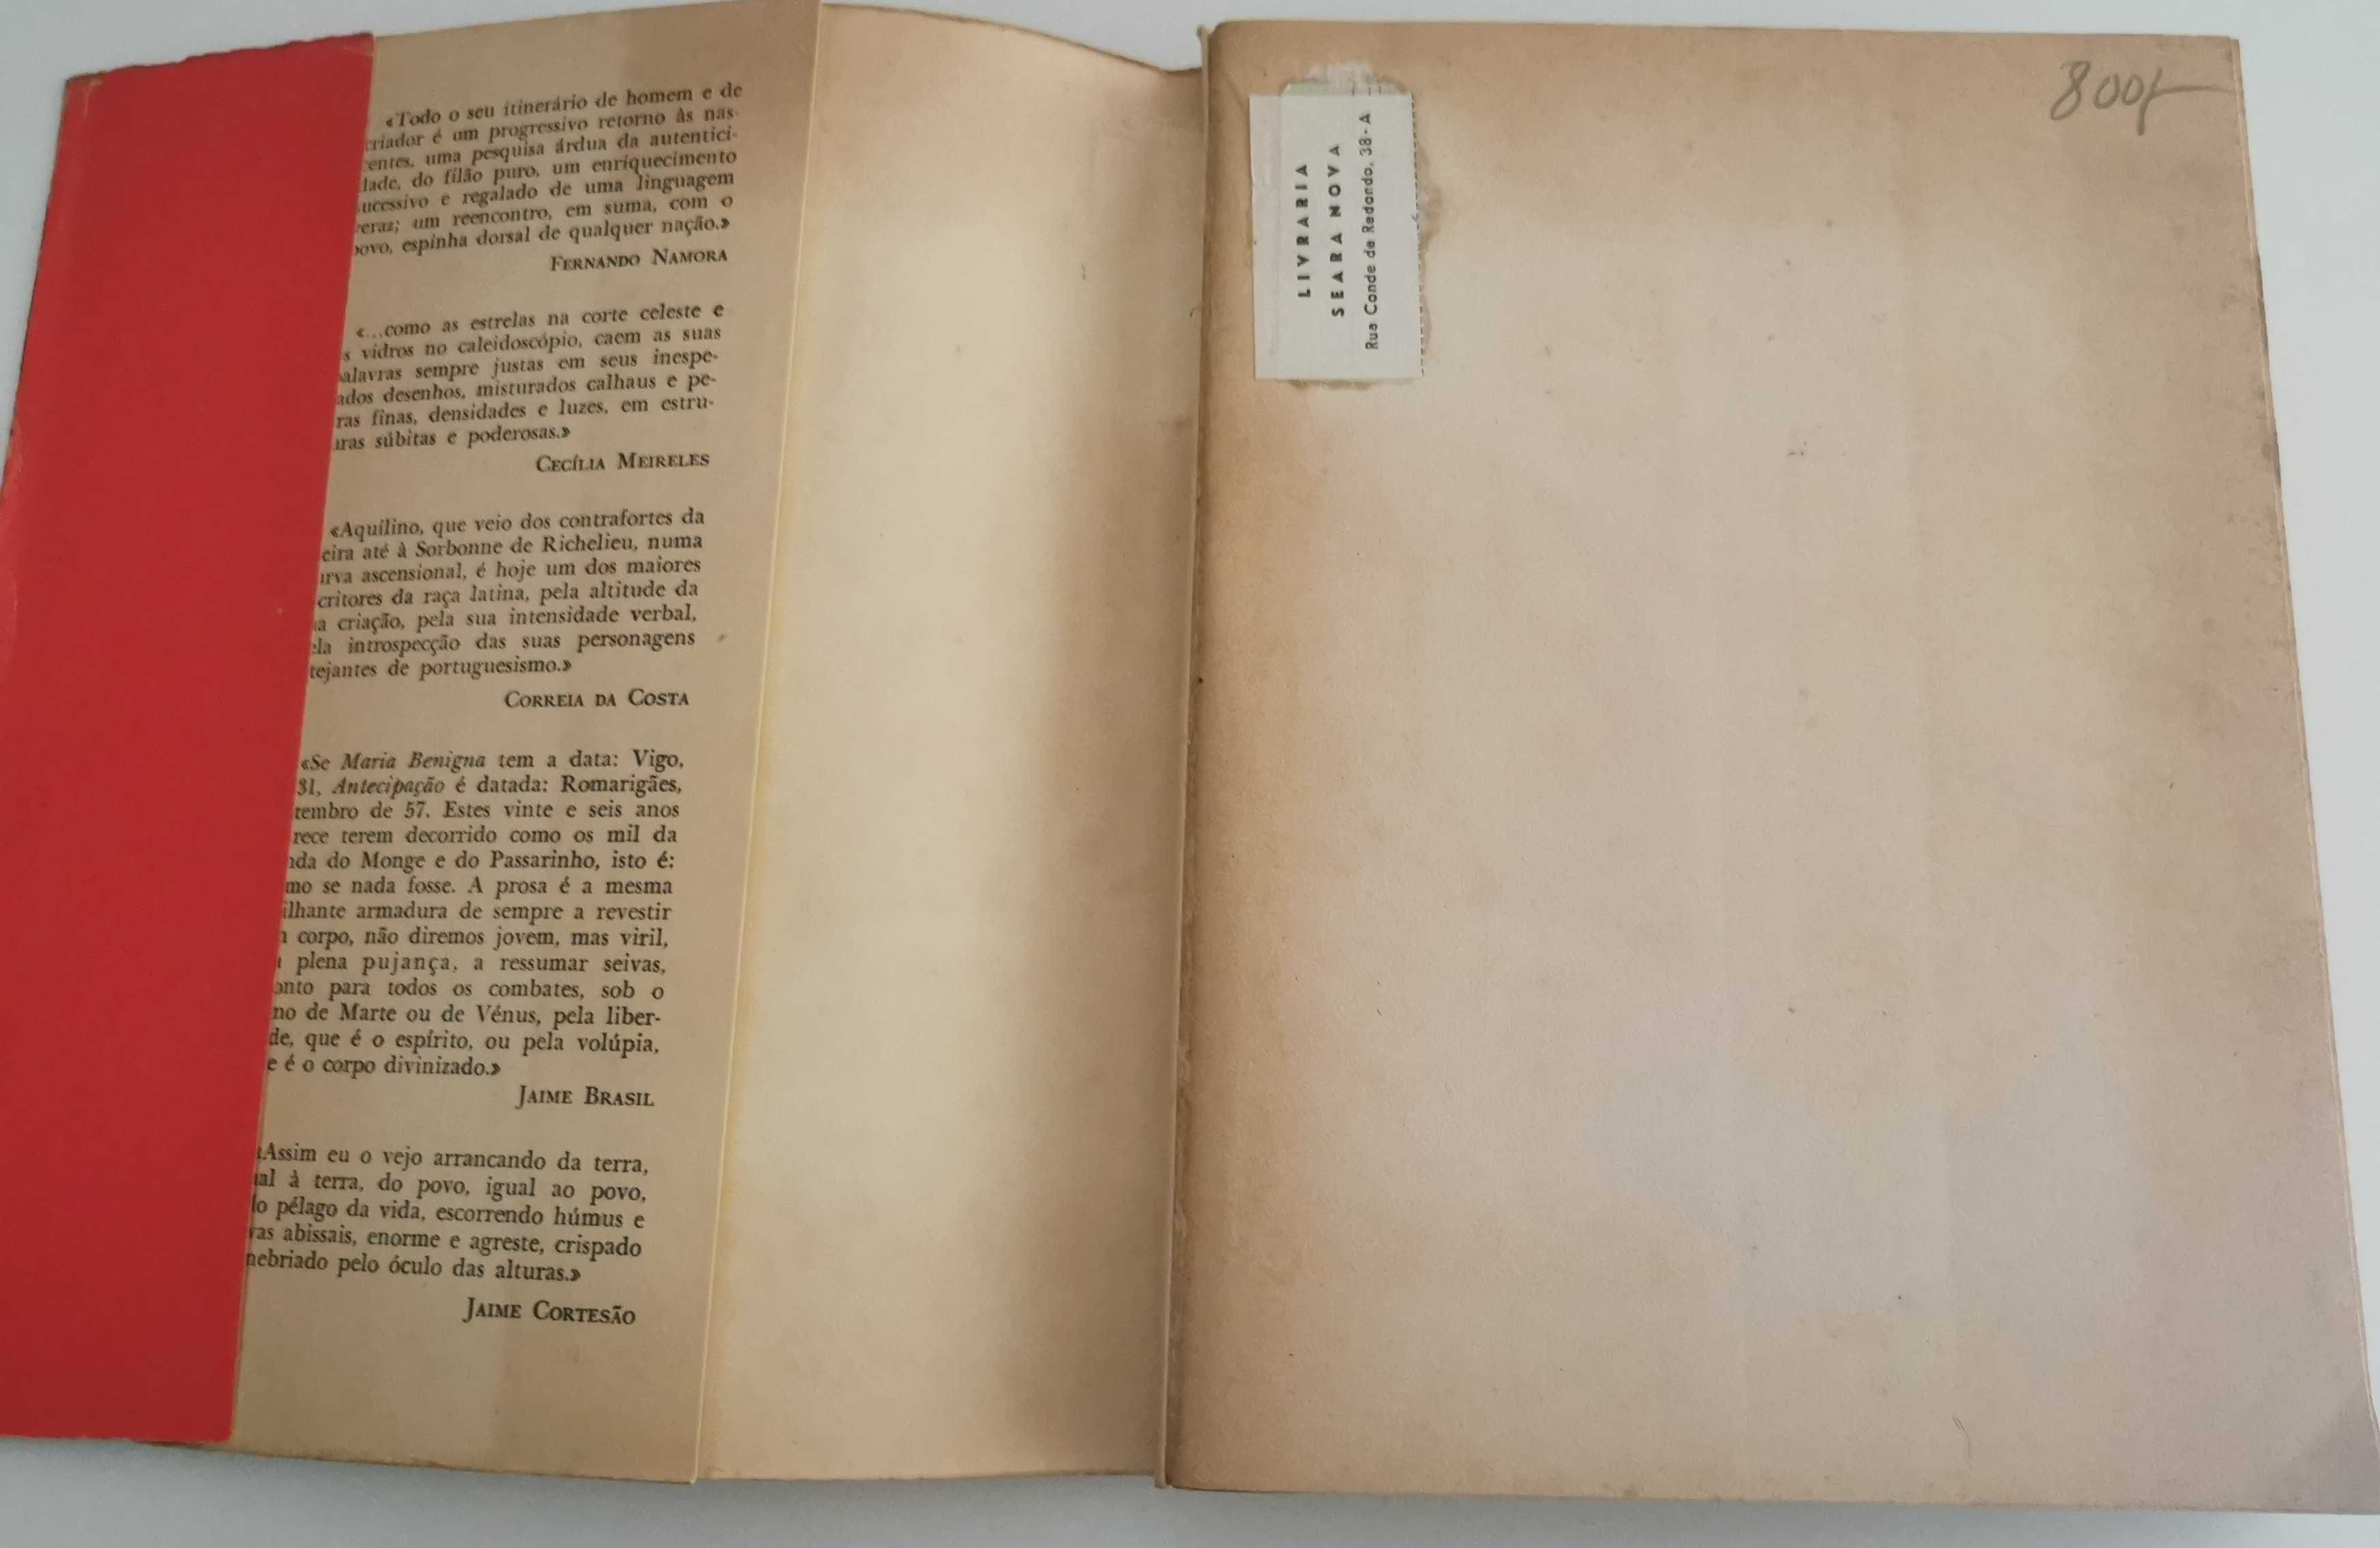 «Todo o seu itinerário de homem e de
criador é um progressivo retorno às nas-
centes, uma pesquisa árdua da autentici-
dade, do filão puro, um enriquecimento
sucessivo e regalado de uma linguagem
veraz; um reencontro, em suma, com o
povo, espinha dorsal de qualquer nação.»
FERNANDO NAMORA
«...como as estrelas na corte celeste e
s vidros no caleidoscópio, caem as suas
alavras sempre justas em seus inespe-
ados desenhos, misturados calhaus e pe-
ras finas, densidades e luzes, em estru-
uras súbitas e poderosas.»
CECÍLIA MEIRELES
«Aquilino, que veio dos contrafortes da
eira até à Sorbonne de Richelieu, numa
urva ascensional, é hoje um dos maiores
critores da raça latina, pela altitude da
a criação, pela sua intensidade verbal,
ela introspecção das suas personagens
tejantes de portuguesismo.»
CORREIA DA COSTA
«Se Maria Benigna tem a data: Vigo,
31, Antecipação é datada: Romarigães,
tembro de 57. Estes vinte e seis anos
rece terem decorrido como os mil da
nda do Monge e do Passarinho, isto é:
mo se nada fosse. A prosa é a mesma
ilhante armadura de sempre a revestir
corpo, não diremos jovem, mas viril,
plena pujança, a ressumar seivas,
onto para todos os combates, sob o
no de Marte ou de Vénus, pela liber-
de, que é o espírito, ou pela volúpia,
e é o corpo divinizado.»
JAIME BRASIL
«Assim eu o vejo arrancando da terra,
ual à terra, do povo, igual ao povo,
do pélago da vida, escorrendo húmus e
vas abissais, enorme e agreste, crispado
nebriado pelo óculo das alturas.»
JAIME CORTESÃO
LIVRARIA
SEARA NOVA
Rua Conde de Redondo, 38-A
800/-